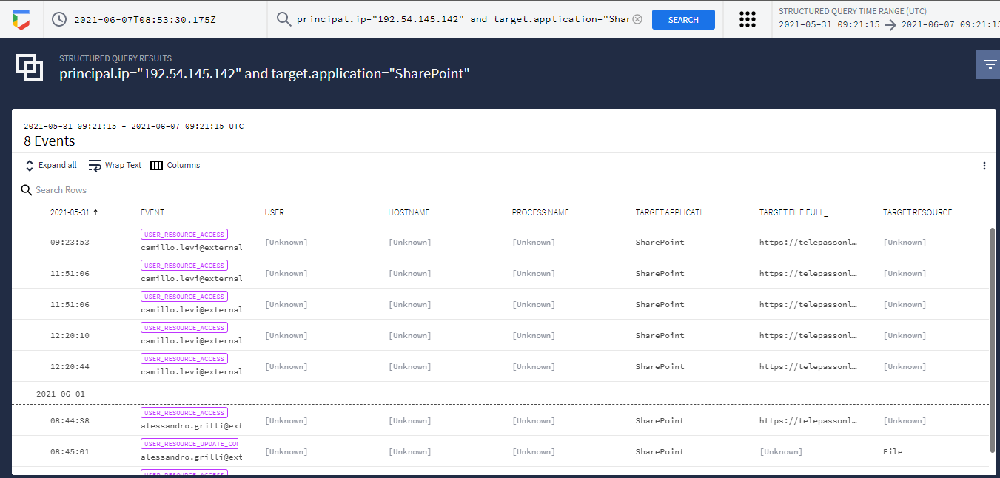 2021-06-07T08:53:30.175Z
principal.ip="192.54.145.142" and target.application="Shar
SEARCH
STRUCTURED QUERY TIME RANGE (UTC)
2021-05-31 09:21:15 → 2021-06-07 09:21:15
STRUCTURED QUERY RESULTS
principal.ip="192.54.145.142" and target.application="SharePoint"
2021-05-31 09:21:15 - 2021-06-07 09:21:15 UTC
8 Events
Expand all Wrap Text Columns
Search Rows
2021-05-31 ↑ EVENT USER HOSTNAME PROCESS NAME TARGET.APPLICATI... TARGET.FILE.FULL_... TARGET.RESOURCE...
USER_RESOURCE_ACCESS
09:23:53 camillo.levi@external [Unknown] [Unknown] [Unknown] SharePoint https://telepassonl… [Unknown]
USER_RESOURCE_ACCESS
11:51:06 camillo.levi@external [Unknown] [Unknown] [Unknown] SharePoint https://telepassonl… [Unknown]
USER_RESOURCE_ACCESS
11:51:06 camillo.levi@external [Unknown] [Unknown] [Unknown] SharePoint https://telepassonl… [Unknown]
USER_RESOURCE_ACCESS
12:20:10 camillo.levi@external [Unknown] [Unknown] [Unknown] SharePoint https://telepassonl… [Unknown]
USER_RESOURCE_ACCESS
12:20:44 camillo.levi@external [Unknown] [Unknown] [Unknown] SharePoint https://telepassonl… [Unknown]
2021-06-01
USER_RESOURCE_ACCESS
08:44:38 alessandro.grilli@ext [Unknown] [Unknown] [Unknown] SharePoint https://telepassonl… [Unknown]
USER_RESOURCE_UPDATE_CON
08:45:01 alessandro.grilli@ext [Unknown] [Unknown] [Unknown] SharePoint [Unknown] File
USER_RESOURCE_ACCESS